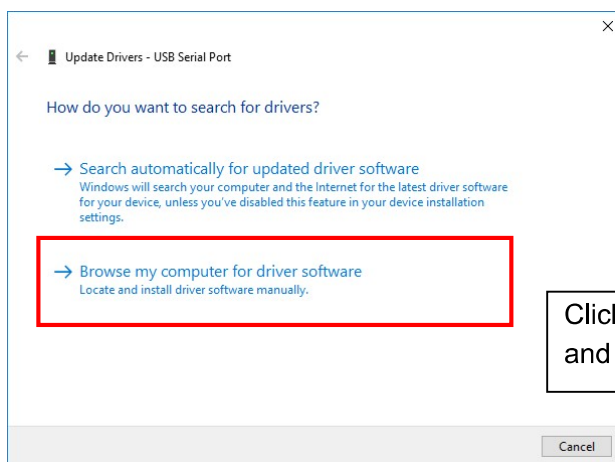 Update Drivers - USB Serial Port
How do you want to search for drivers?
Search automatically for updated driver software
Windows will search your computer and the Internet for the latest driver software
for your device, unless you've disabled this feature in your device installation
settings.
Browse my computer for driver software
Locate and install driver software manually.
and
Cancel